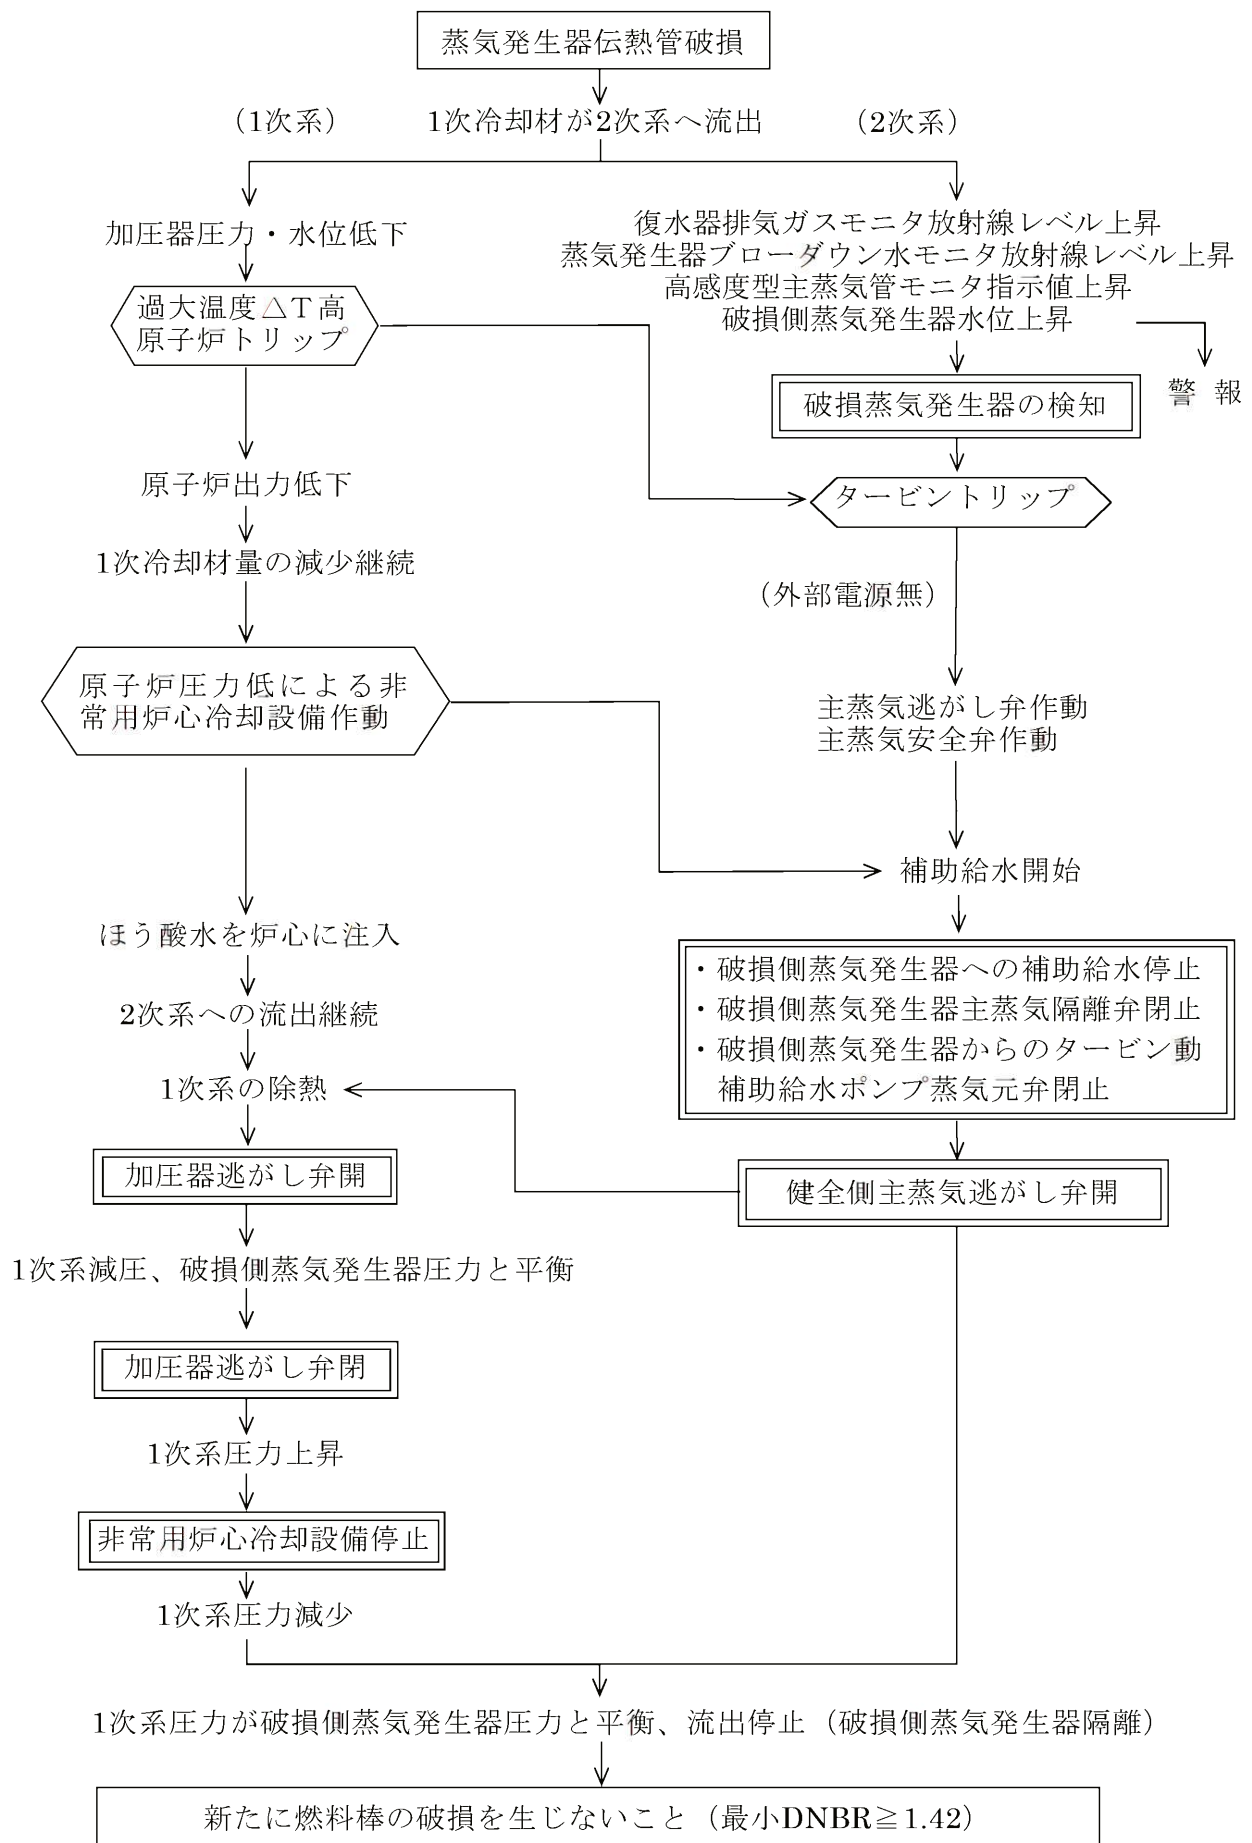 蒸気発生器伝熱管破損
（1次系）
1次冷却材が2次系へ流出
（2次系）
加圧器圧力・水位低下
過大温度△T高
原子炉トリップ
原子炉出力低下
1次冷却材量の減少継続
原子炉圧力低による非
常用炉心冷却設備作動
ほう酸水を炉心に注入
2次系への流出継続
1次系の除熱
加圧器逃がし弁開
1次系減圧、破損側蒸気発生器圧力と平衡
加圧器逃がし弁閉
1次系圧力上昇
非常用炉心冷却設備停止
1次系圧力減少
復水器排気ガスモニタ放射線レベル上昇
蒸気発生器ブローダウン水モニタ放射線レベル上昇
高感度型主蒸気管モニタ指示値上昇
破損側蒸気発生器水位上昇
警 報
破損蒸気発生器の検知
タービントリップ
（外部電源無）
主蒸気逃がし弁作動
主蒸気安全弁作動
補助給水開始
・破損側蒸気発生器への補助給水停止
・破損側蒸気発生器主蒸気隔離弁閉止
・破損側蒸気発生器からのタービン動
補助給水ポンプ蒸気元弁閉止
健全側主蒸気逃がし弁開
1次系圧力が破損側蒸気発生器圧力と平衡、流出停止（破損側蒸気発生器隔離）
新たに燃料棒の破損を生じないこと（最小DNBR≧1.42）